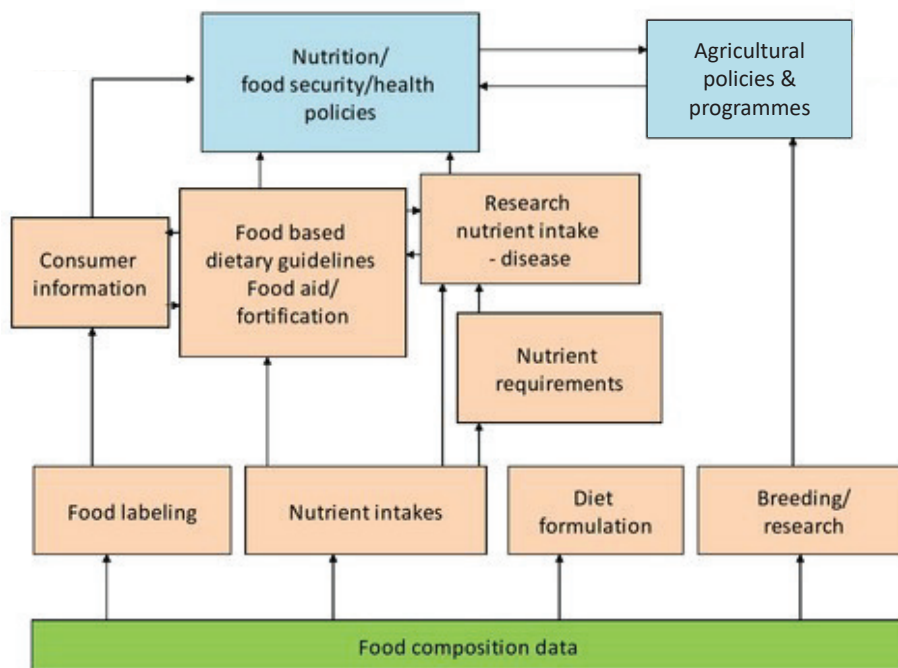 Nutrition/
food security/health
policies
Agricultural
policies &
programmes
Consumer
information
Food based
dietary guidelines
Food aid/
fortification
Research
nutrient intake
- disease
Nutrient
requirements
Food labeling
Nutrient intakes
Diet
formulation
Breeding/
research
Food composition data